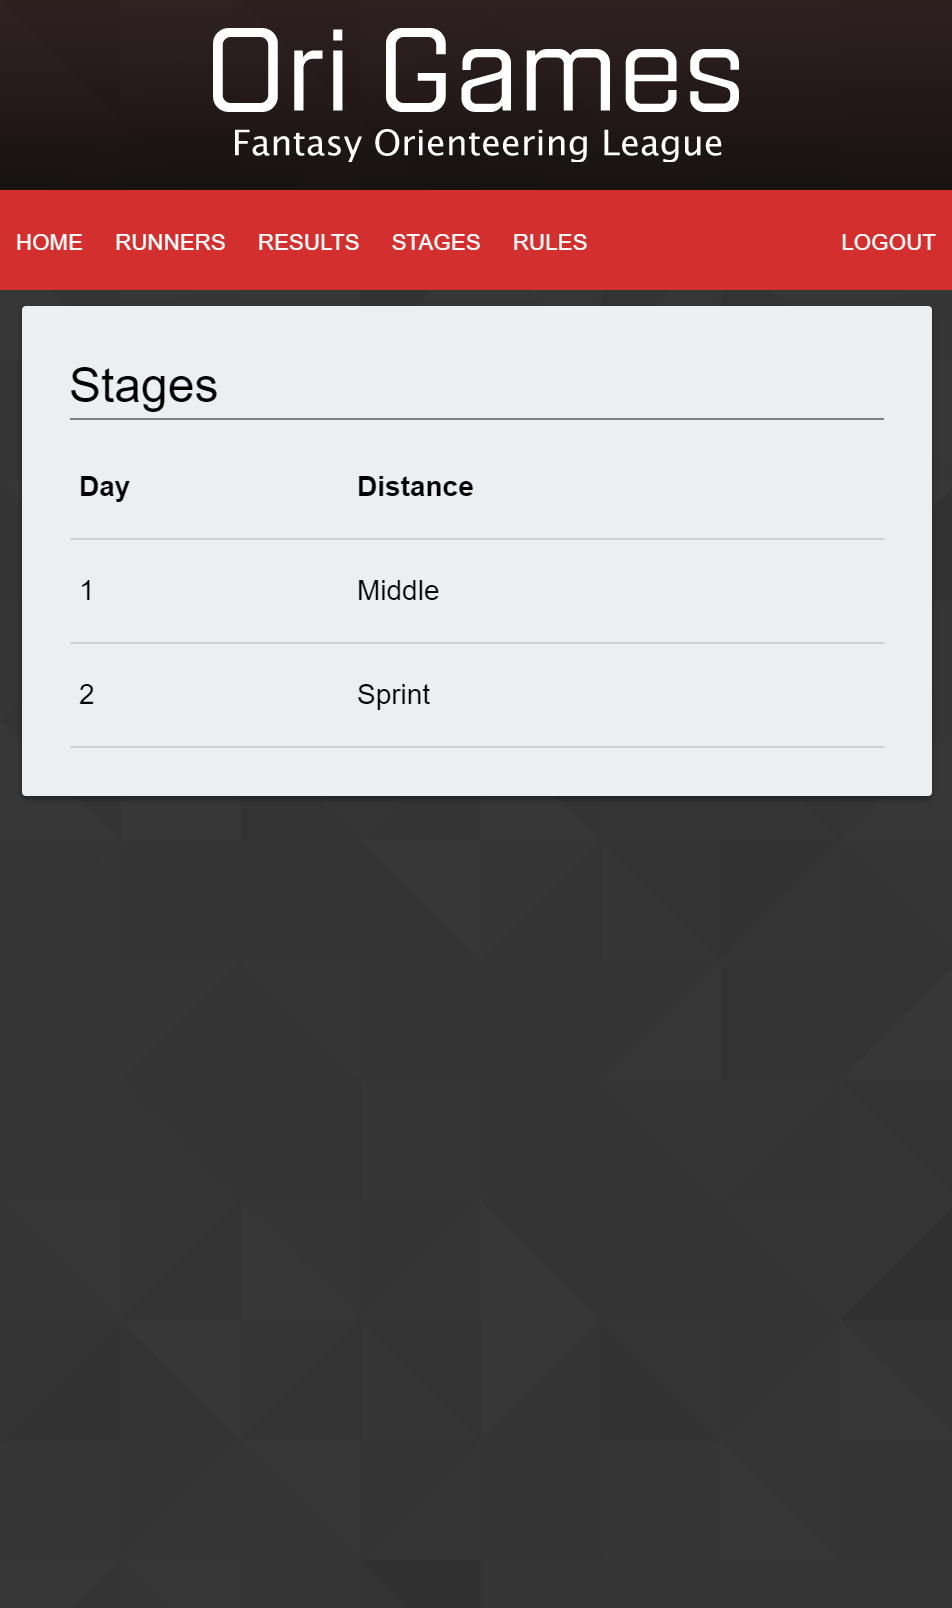 Ori Games
Fantasy Orienteering League
HOME RUNNERS RESULTS STAGES RULES LOGOUT
Stages
Day Distance
1 Middle
2 Sprint